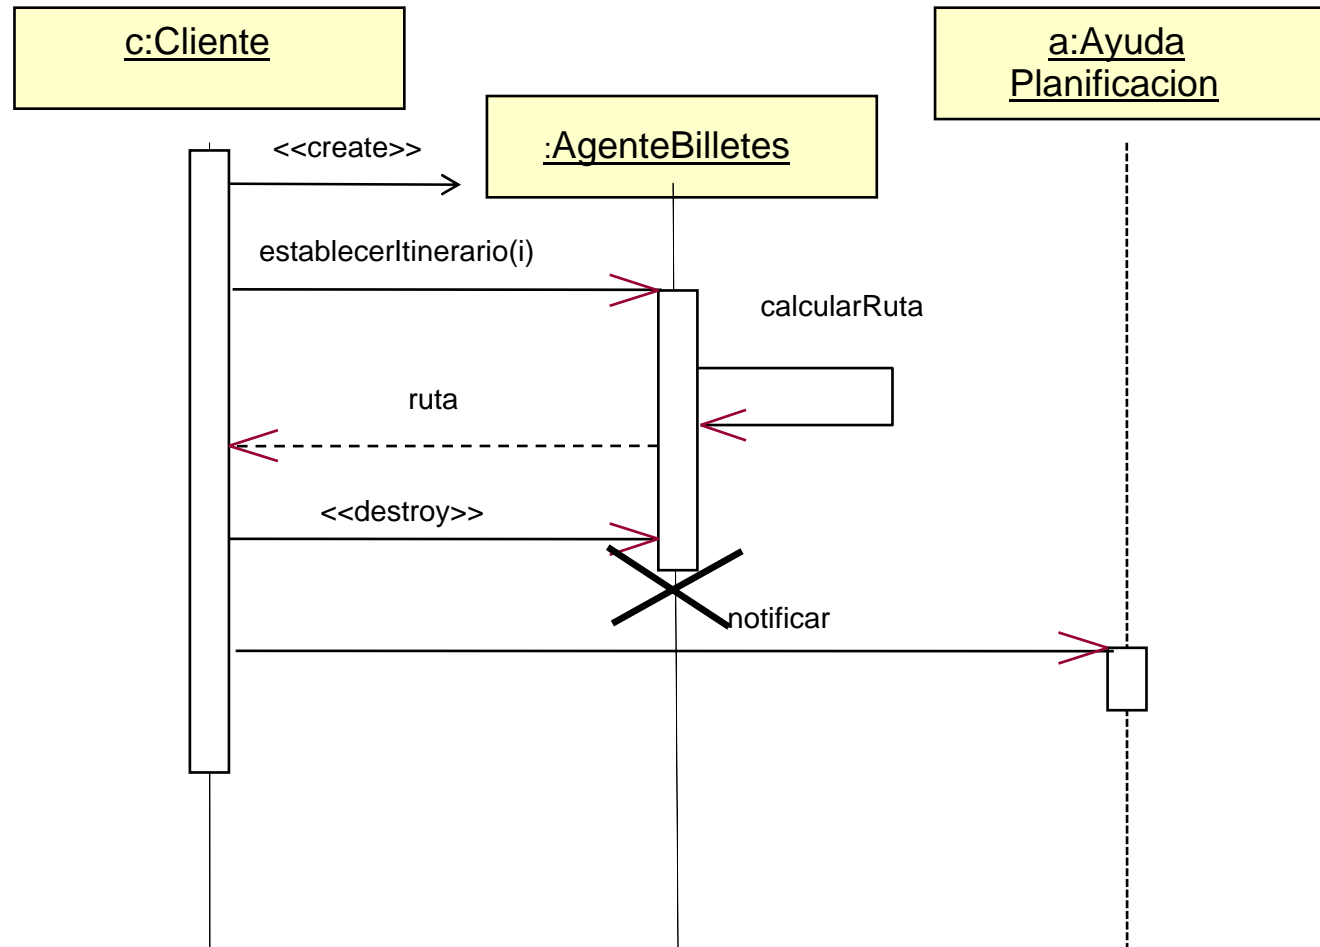 c:Cliente
a:Ayuda
Planificacion
:AgenteBilletes
<<create>>
establecerItinerario(i)
calcularRuta
ruta
<<destroy>>
notificar